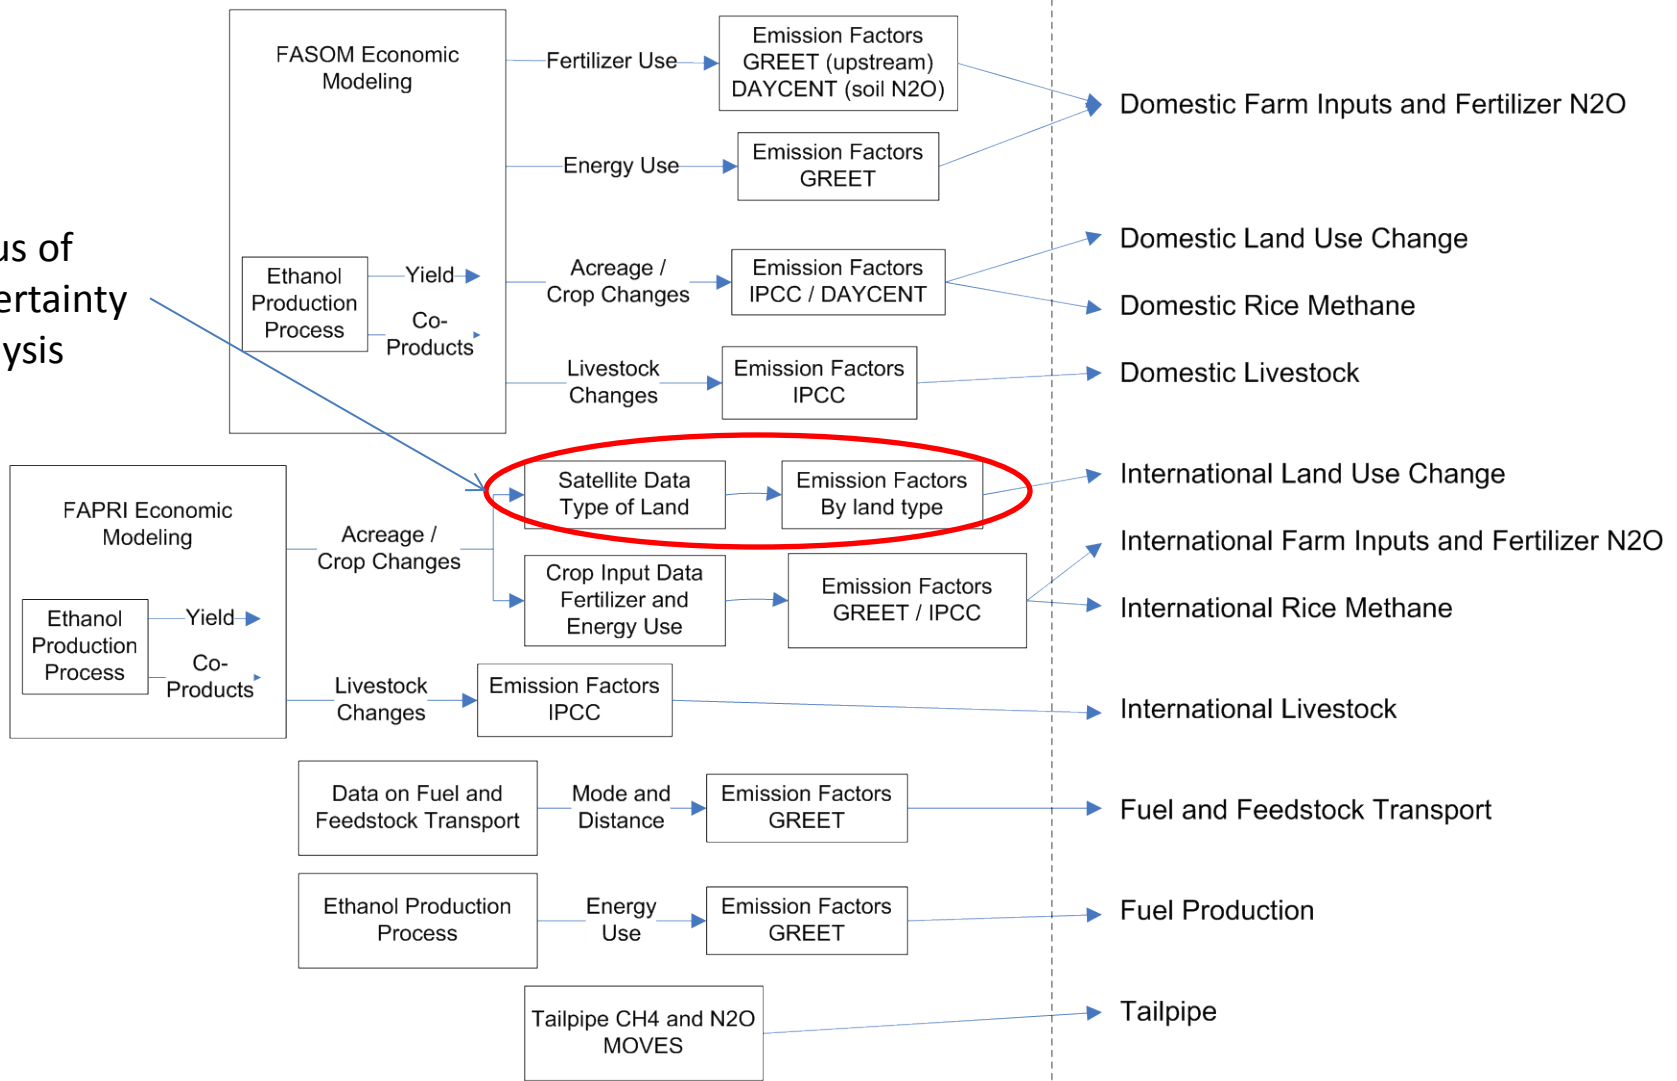 FASOM Economic
Modeling
Fertilizer Use
Emission Factors
GREET (upstream)
DAYCENT (soil N2O)
Domestic Farm Inputs and Fertilizer N2O
Energy Use
Emission Factors
GREET
of
Ethanol
Production
Process
Yield
Co-
Products
Acreage /
Crop Changes
Emission Factors
IPCC / DAYCENT
Domestic Land Use Change
Domestic Rice Methane
Livestock
Changes
Emission Factors
IPCC
Domestic Livestock
FAPRI Economic
Modeling
Ethanol
Production
Process
Yield
Co-
Products
Acreage /
Crop Changes
Satellite Data
Type of Land
Emission Factors
By land type
International Land Use Change
Crop Input Data
Fertilizer and
Energy Use
Emission Factors
GREET / IPCC
International Farm Inputs and Fertilizer N2O
International Rice Methane
Livestock
Changes
Emission Factors
IPCC
International Livestock
Data on Fuel and
Feedstock Transport
Mode and
Distance
Emission Factors
GREET
Fuel and Feedstock Transport
Ethanol Production
Process
Energy
Use
Emission Factors
GREET
Fuel Production
Tailpipe CH4 and N2O
MOVES
Tailpipe